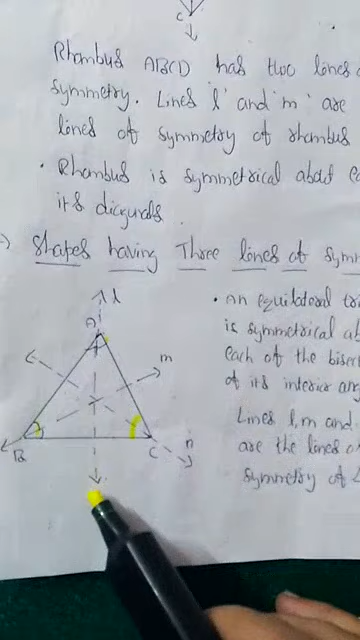 C
Rhombus ABCD has two lines
symmetry. Lines 'l' and 'm' are
lines of symmetry of rhombus
• Rhombus is symmetrical about
its diagonals
Shapes having Three lines of
l
A
m
B
C
n
• An equilateral
is symmetrical
each of the
of its interior
Lines l, m and
are the lines
symmetry of